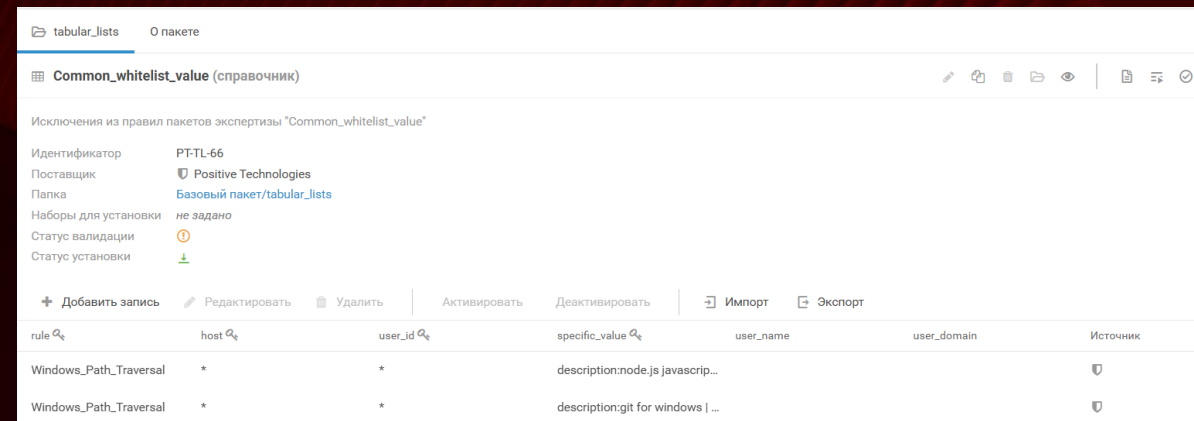 tabular_lists О пакете
Common_whitelist_value (справочник)
Исключения из правил пакетов экспертизы "Common_whitelist_value"
Идентификатор PT-TL-66
Поставщик Positive Technologies
Папка Базовый пакет/tabular_lists
Наборы для установки не задано
Статус валидации
Статус установки
Добавить запись Редактировать Удалить Активировать Деактивировать Импорт Экспорт
rule host user_id specific_value user_name user_domain Источник
Windows_Path_Traversal * * description:node.js javascrip...
Windows_Path_Traversal * * description:git for windows | ...